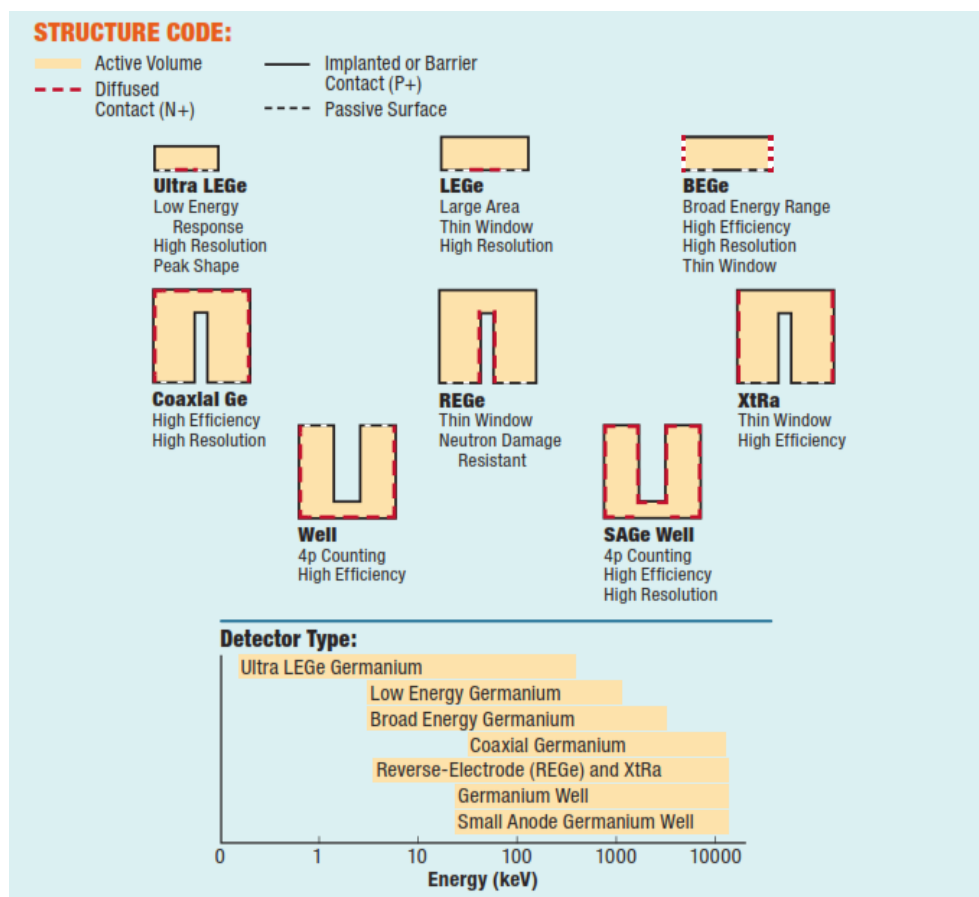 STRUCTURE CODE:
Active Volume
Diffused
Contact (N+)
Implanted or Barrier
Contact (P+)
Passive Surface
Ultra LEGe
Low Energy
Response
High Resolution
Peak Shape
LEGe
Large Area
Thin Window
High Resolution
BEGe
Broad Energy Range
High Efficiency
High Resolution
Thin Window
Coaxlal Ge
High Efficiency
High Resolution
REGe
Thin Window
Neutron Damage
Resistant
XtRa
Thin Window
High Efficiency
Well
4p Counting
High Efficiency
SAGe Well
4p Counting
High Efficiency
High Resolution
Detector Type:
Ultra LEGe Germanium
Low Energy Germanium
Broad Energy Germanium
Coaxial Germanium
Reverse-Electrode (REGe) and XtRa
Germanium Well
Small Anode Germanium Well
0 1 10 100 1000 10000
Energy (keV)